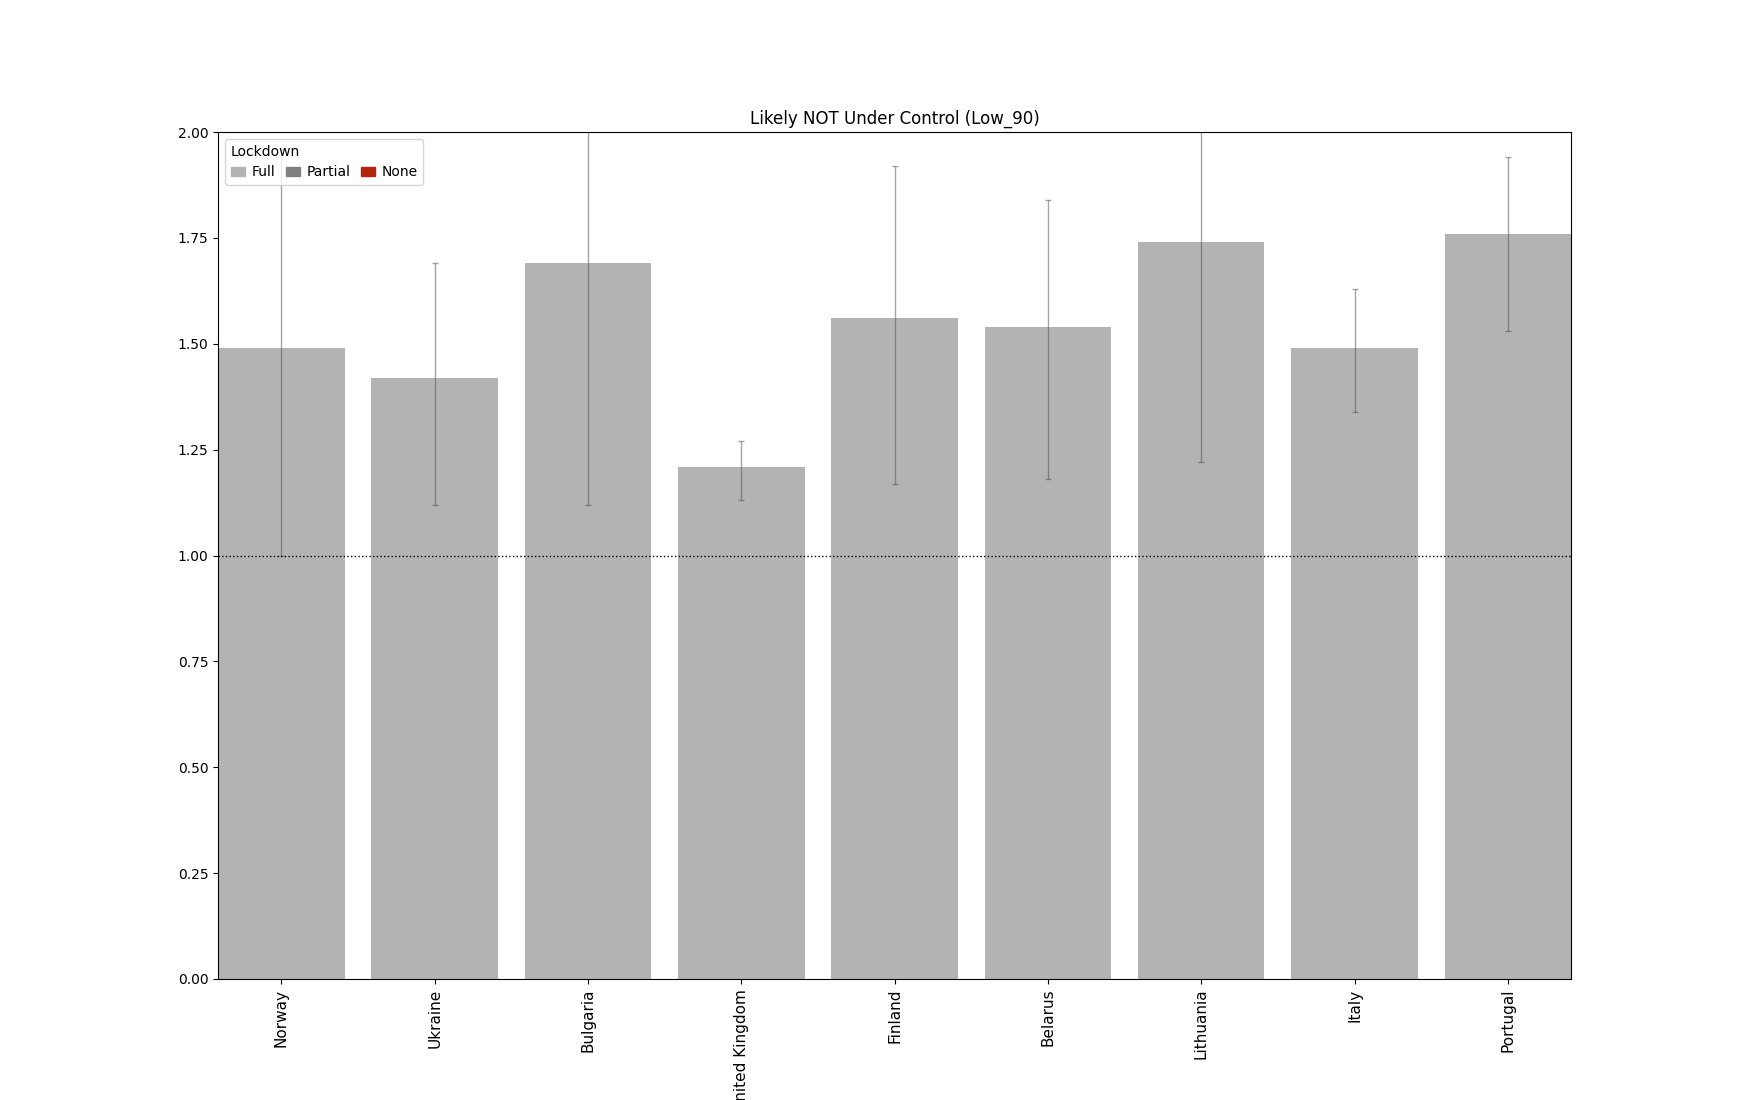 Likely NOT Under Control (Low_90)
Lockdown
Full Partial None
2.00
1.75
1.50
1.25
1.00
0.75
0.50
0.25
0.00
Norway
Ukraine
Bulgaria
nited Kingdom
Finland
Belarus
Lithuania
Italy
Portugal